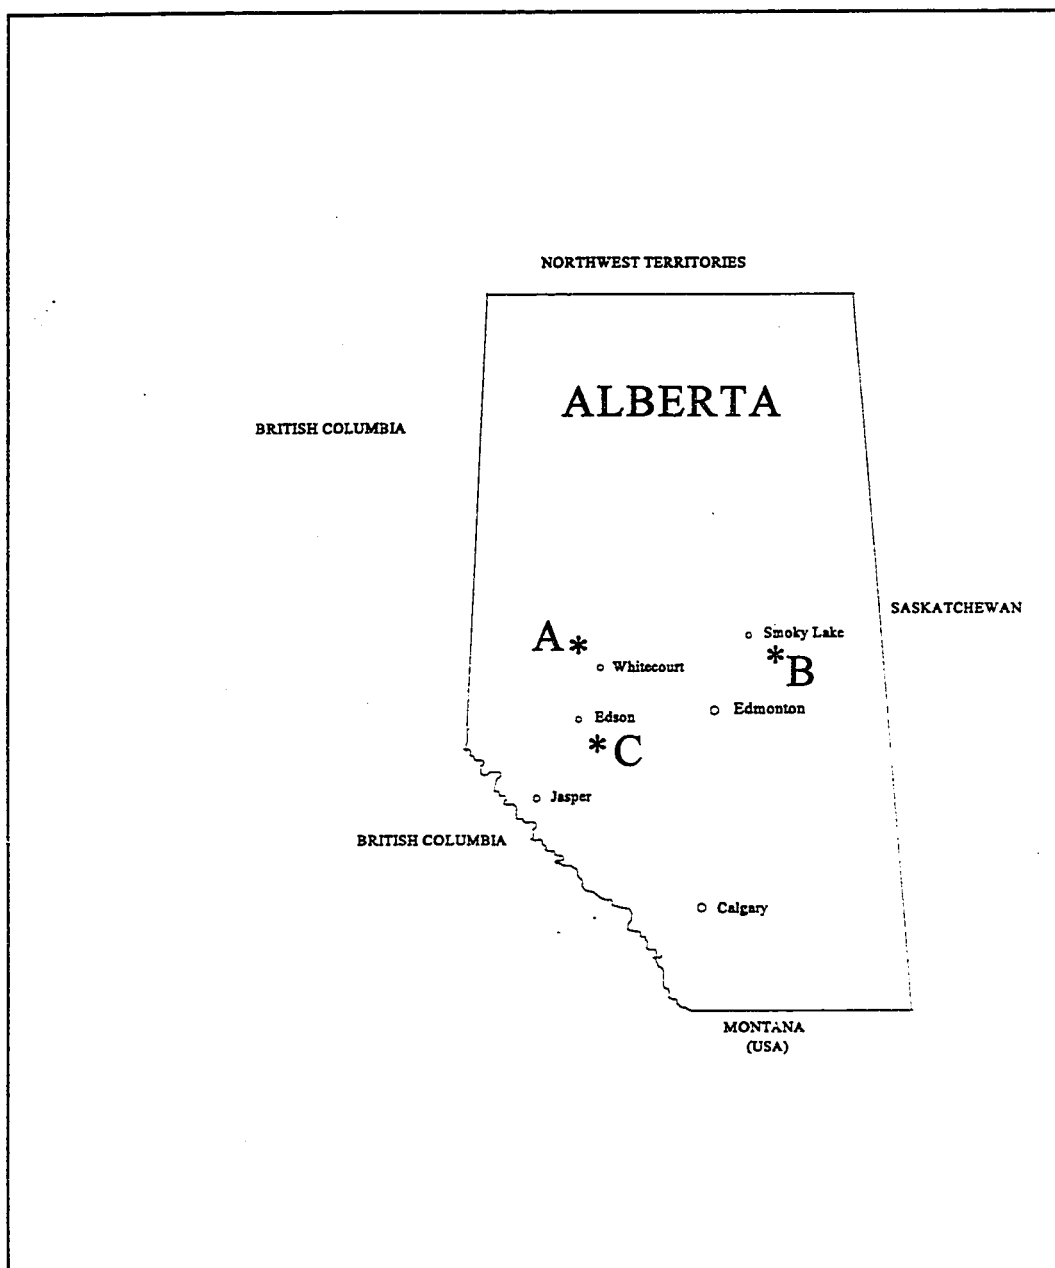 NORTHWEST TERRITORIES
ALBERTA
BRITISH COLUMBIA
SASKATCHEWAN
Smoky Lake
A *
* B
Whitecourt
Edmonton
Edson
* C
Jasper
BRITISH COLUMBIA
Calgary
MONTANA
(USA)